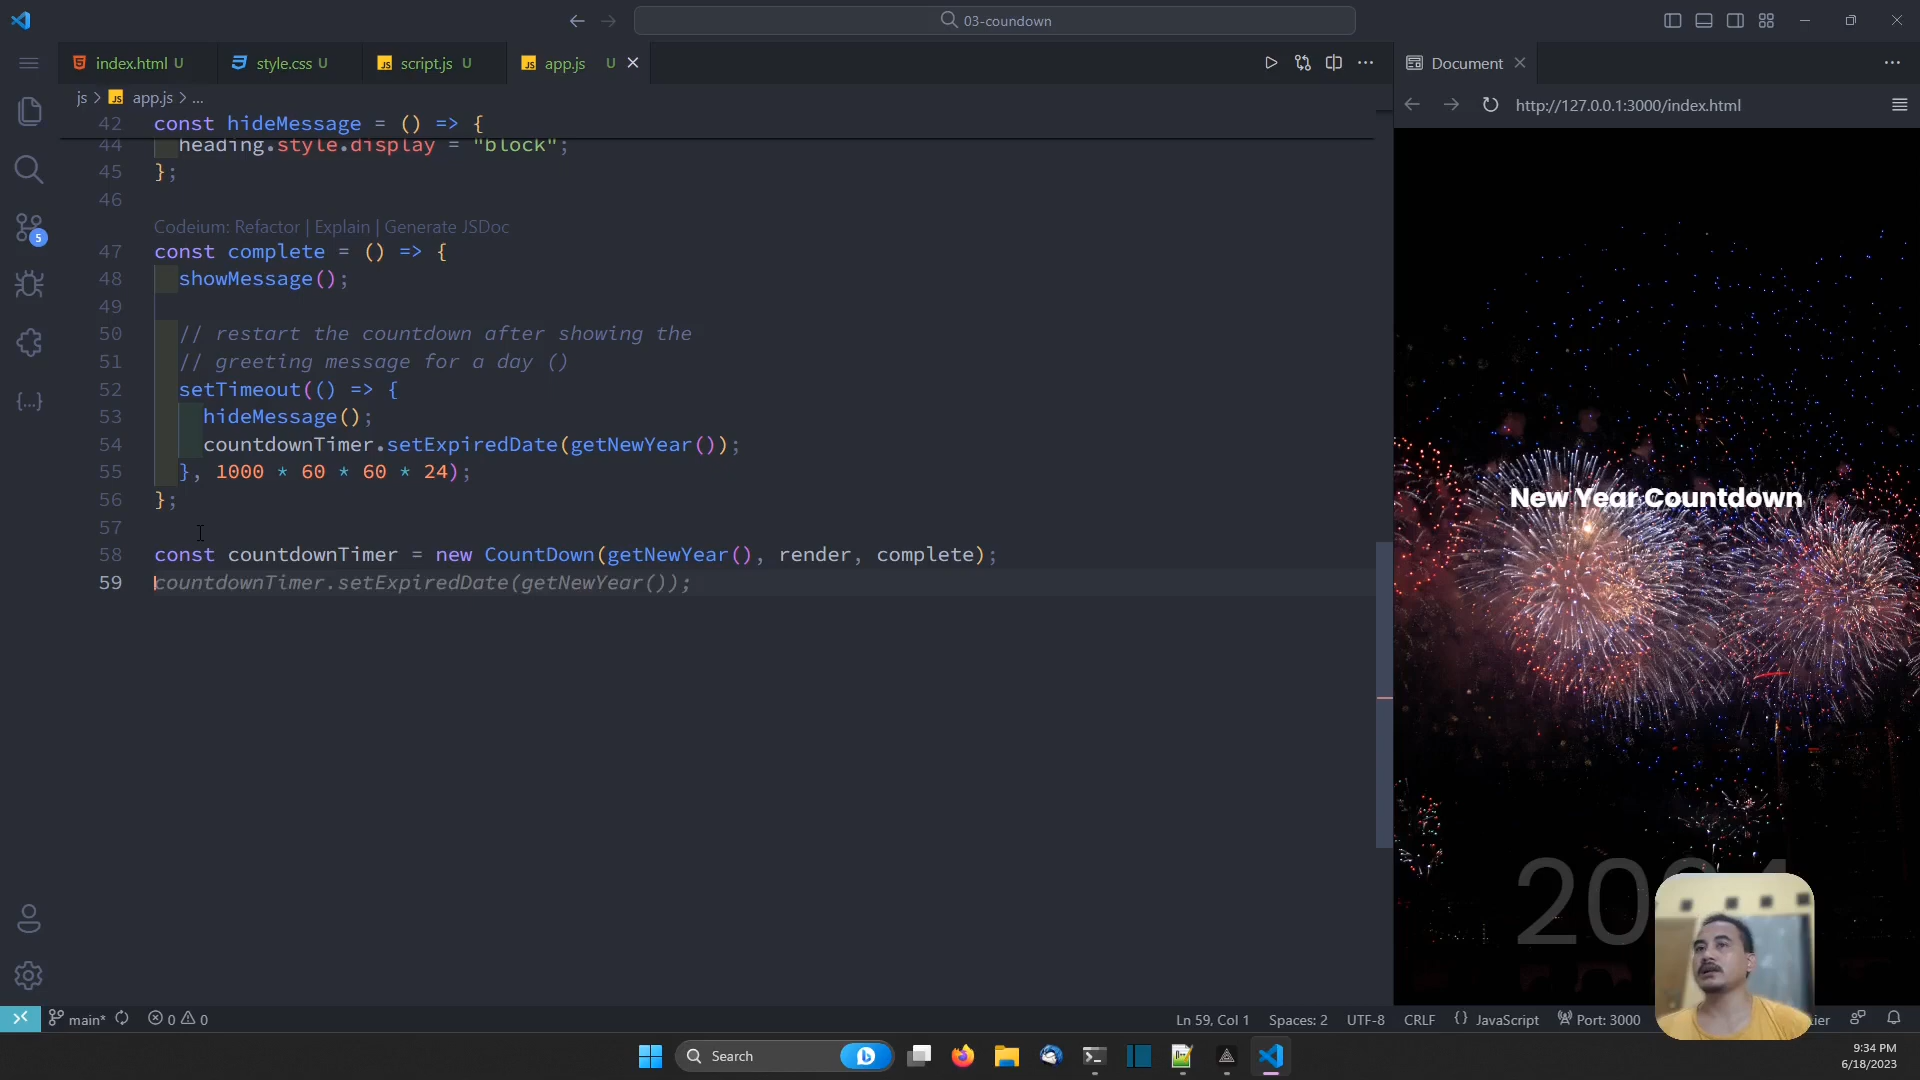 03-coundown
index.html U
style.css U
script.js U
app.js U
Document
js > JS app.js > ...
http://127.0.0.1:3000/index.html
42 const hideMessage = () => {
44 heading.style.display = "block";
45 };
46
Codeium: Refactor | Explain | Generate JSDoc
47 const complete = () => {
48 showMessage();
49
50 // restart the countdown after showing the
51 // greeting message for a day ()
52 setTimeout(() => {
53 hideMessage();
54 countdownTimer.setExpiredDate(getNewYear());
55 }, 1000 * 60 * 60 * 24);
56 };
57
58 const countdownTimer = new CountDown(getNewYear(), render, complete);
59 countdownTimer.setExpiredDate(getNewYear());
5
New Year Countdown
main* 0 0
Ln 59, Col 1 Spaces: 2 UTF-8 CRLF {} JavaScript Port: 3000
Search
9:34 PM
6/18/2023